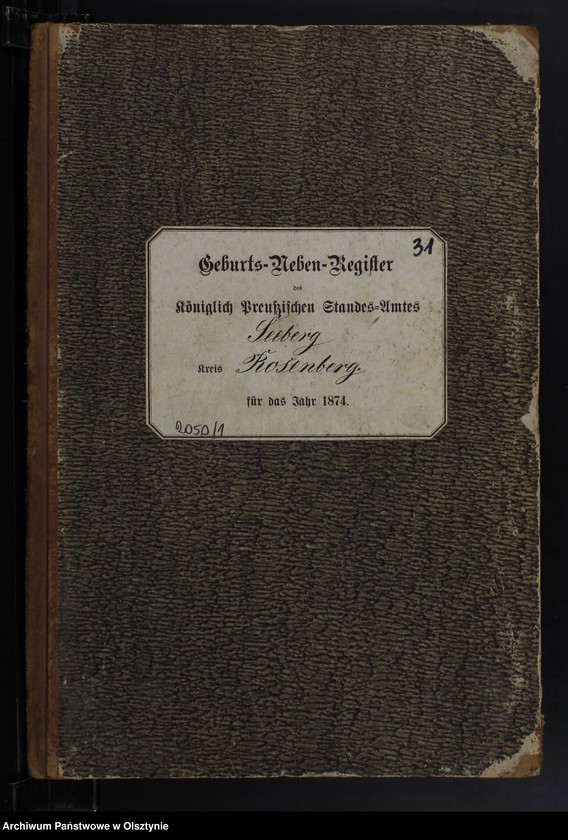 31
Geburts-Neben-Register
des
Königlich Preußischen Standes-Amtes
Seeberg
Kreis Rosenberg.
für das Jahr 1874.
2050/1
Archiwum Państwowe w Olsztynie